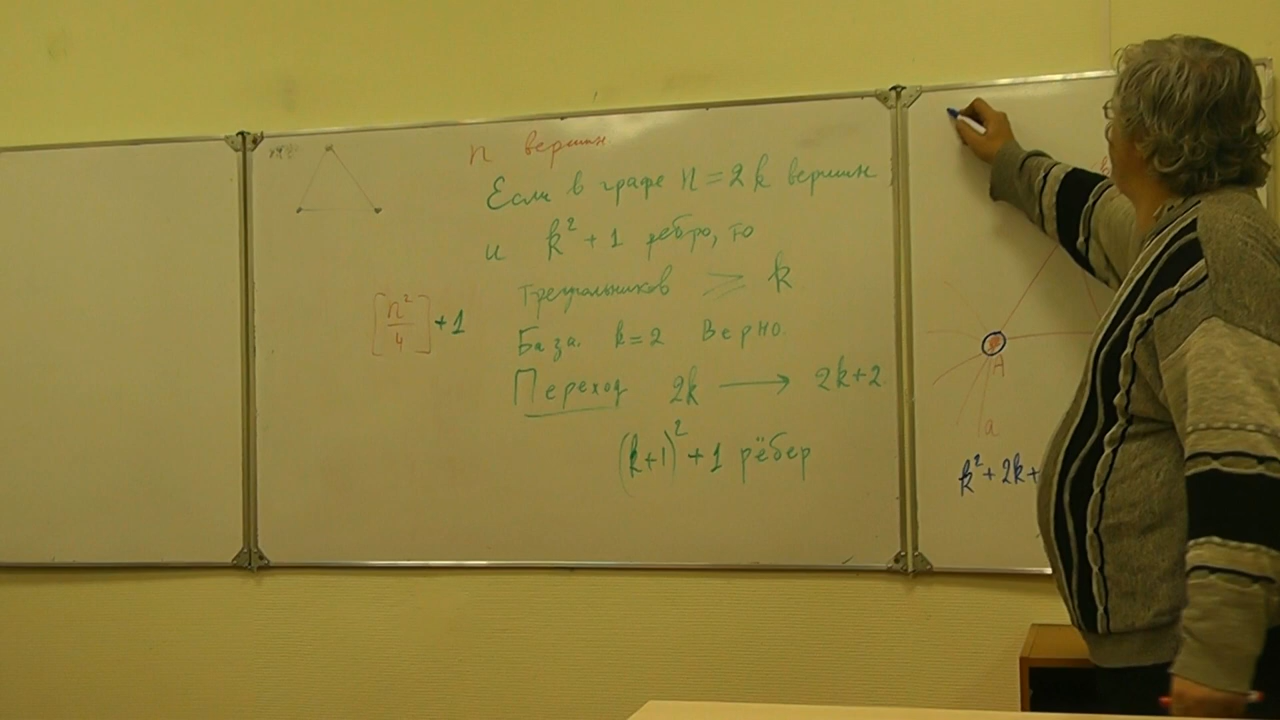 n вершин.
Если в графе n = 2k вершин
и k² + 1 ребро, то
треугольников ≥ k
[n²/4] + 1
База. k = 2 Верно.
Переход 2k → 2k+2
(k+1)² + 1 рёбер
A
a
k² + 2k +